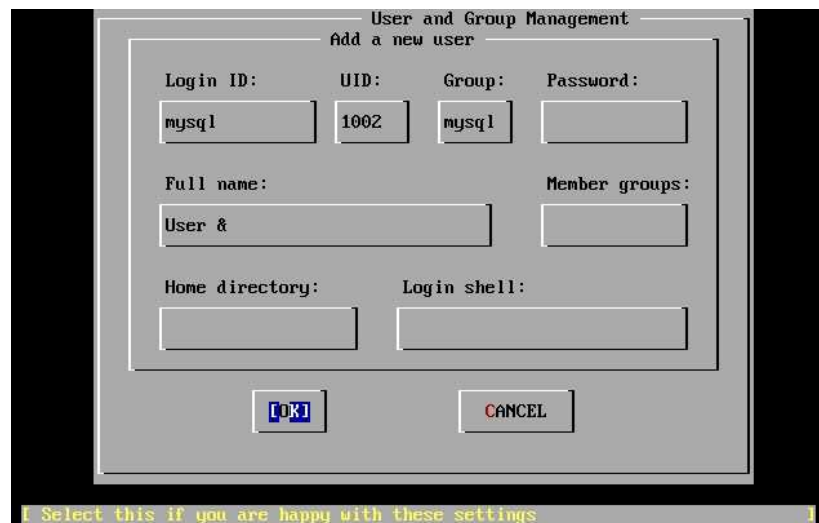 User and Group Management
Add a new user
Login ID: UID: Group: Password:
mysql 1002 mysql
Full name: Member groups:
User &
Home directory: Login shell:
[OK] CANCEL
[ Select this if you are happy with these settings ]